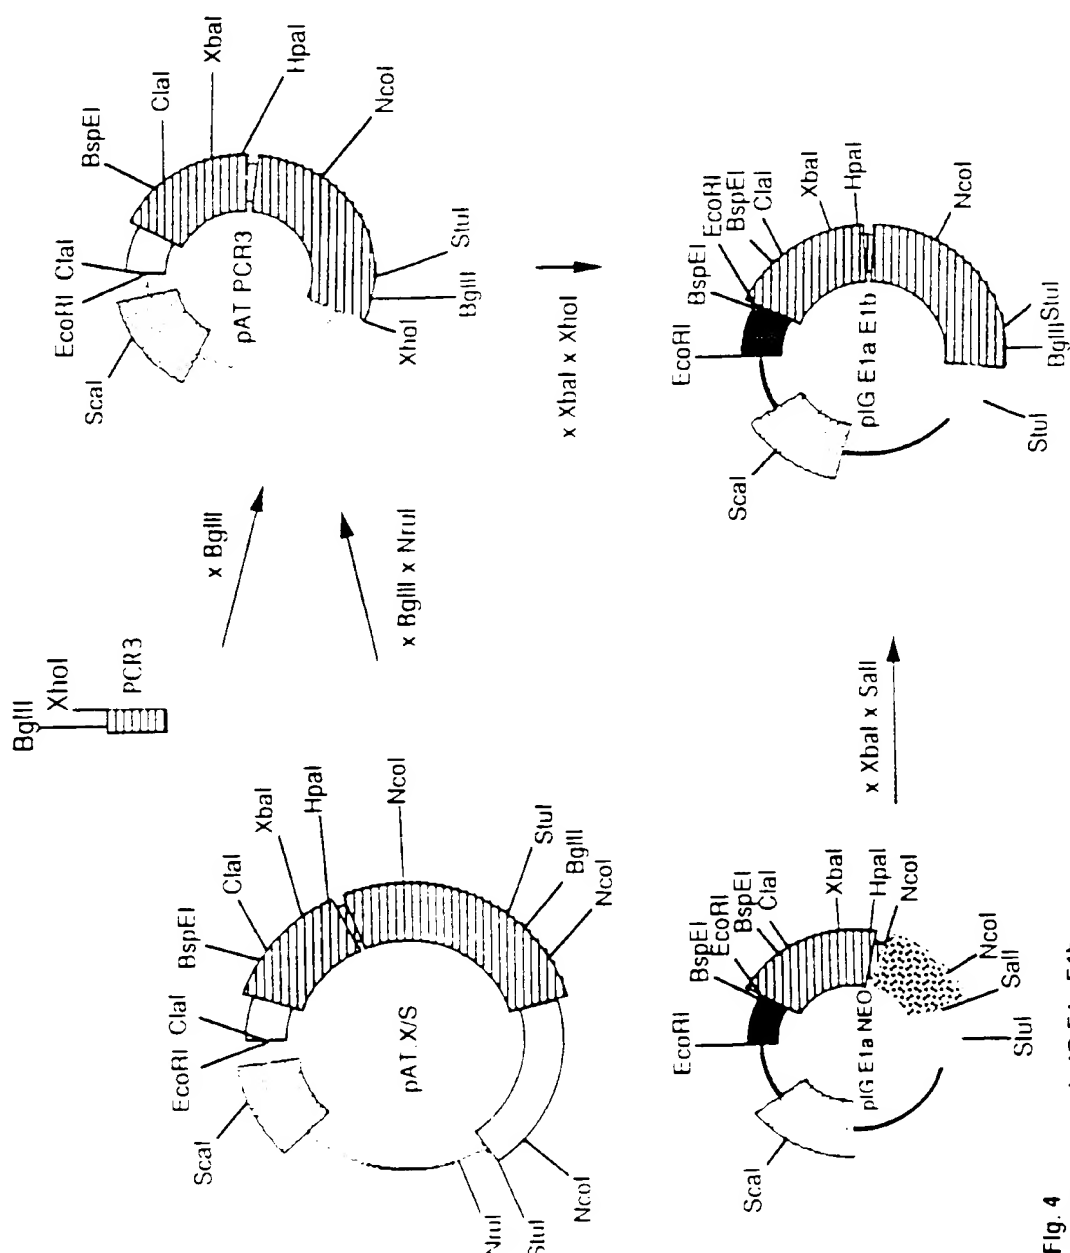 BglII
XhoI
PCR3
EcoRI
ClaI
BspEI
ClaI
XbaI
HpaI
NcoI
StuI
BglII
XhoI
ScaI
pAT PCR3
x BglII
x BglII x NruI
EcoRI
ClaI
BspEI
ClaI
XbaI
HpaI
NcoI
StuI
BglII
NcoI
NcoI
StuI
NruI
ScaI
pAT.X/S
x XbaI x XhoI
EcoRI
BspEI
EcoRI
BspEI
ClaI
XbaI
HpaI
NcoI
StuI
BglII
StuI
ScaI
pIG E1a E1b
x XbaI x SalI
EcoRI
BspEI
EcoRI
BspEI
ClaI
XbaI
HpaI
NcoI
NcoI
SalI
StuI
ScaI
pIG E1a NEO
Fig. 4